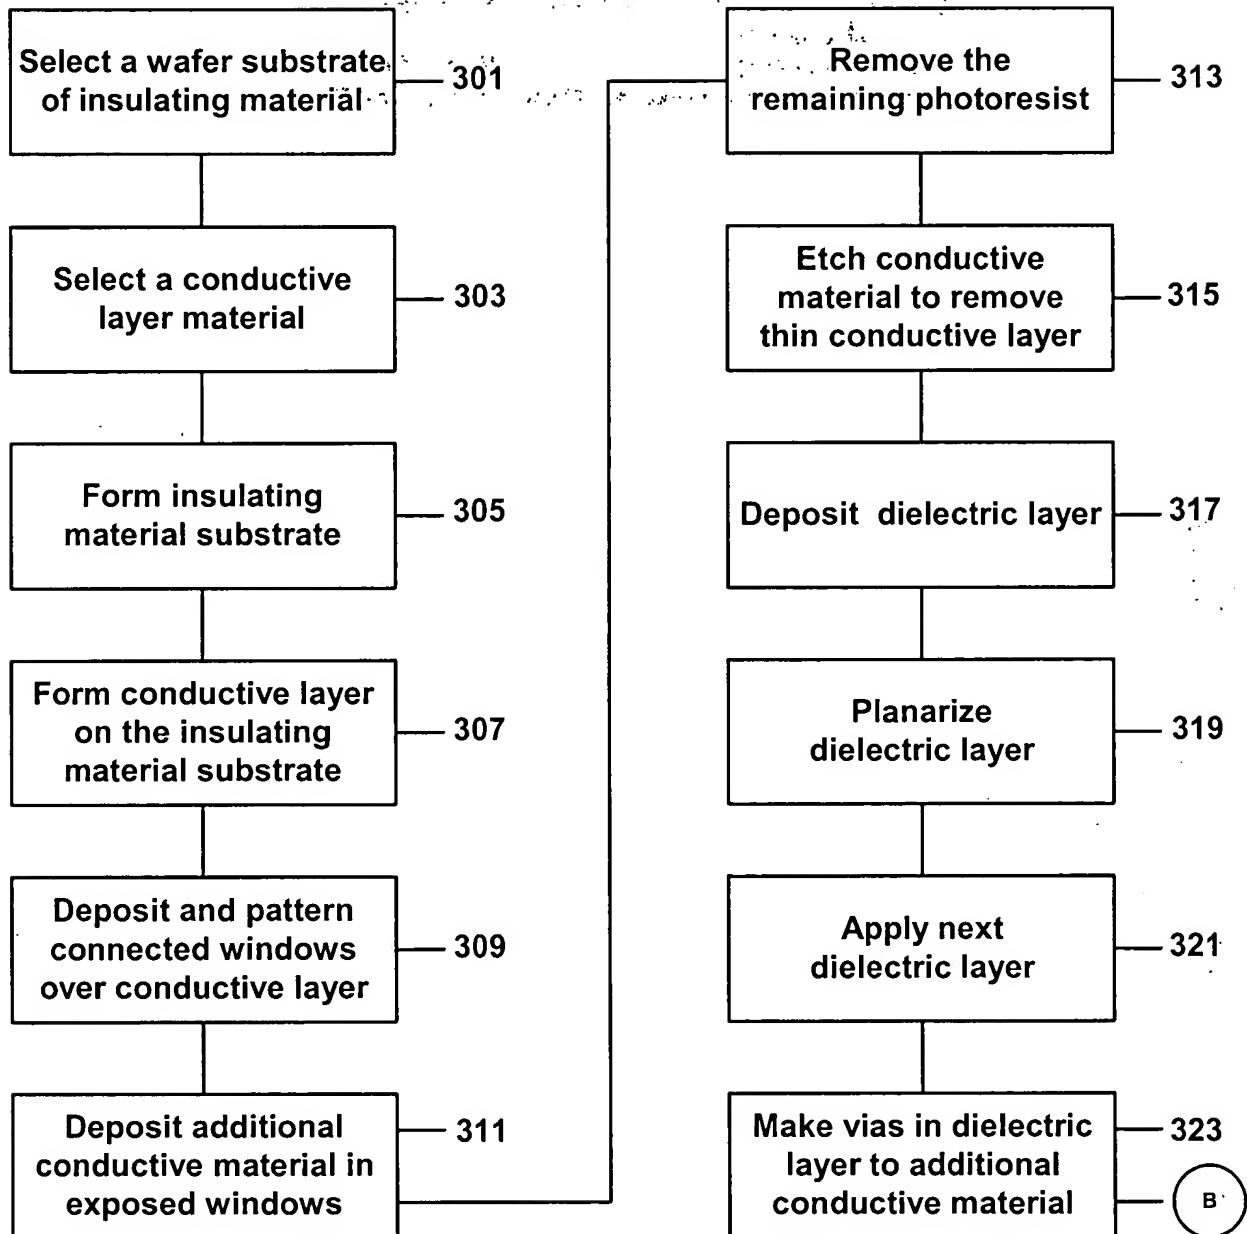 Select a wafer substrate
of insulating material
301
Select a conductive
layer material
303
Form insulating
material substrate
305
Form conductive layer
on the insulating
material substrate
307
Deposit and pattern
connected windows
over conductive layer
309
Deposit additional
conductive material in
exposed windows
311
Remove the
remaining photoresist
313
Etch conductive
material to remove
thin conductive layer
315
Deposit dielectric layer
317
Planarize
dielectric layer
319
Apply next
dielectric layer
321
Make vias in dielectric
layer to additional
conductive material
323
B